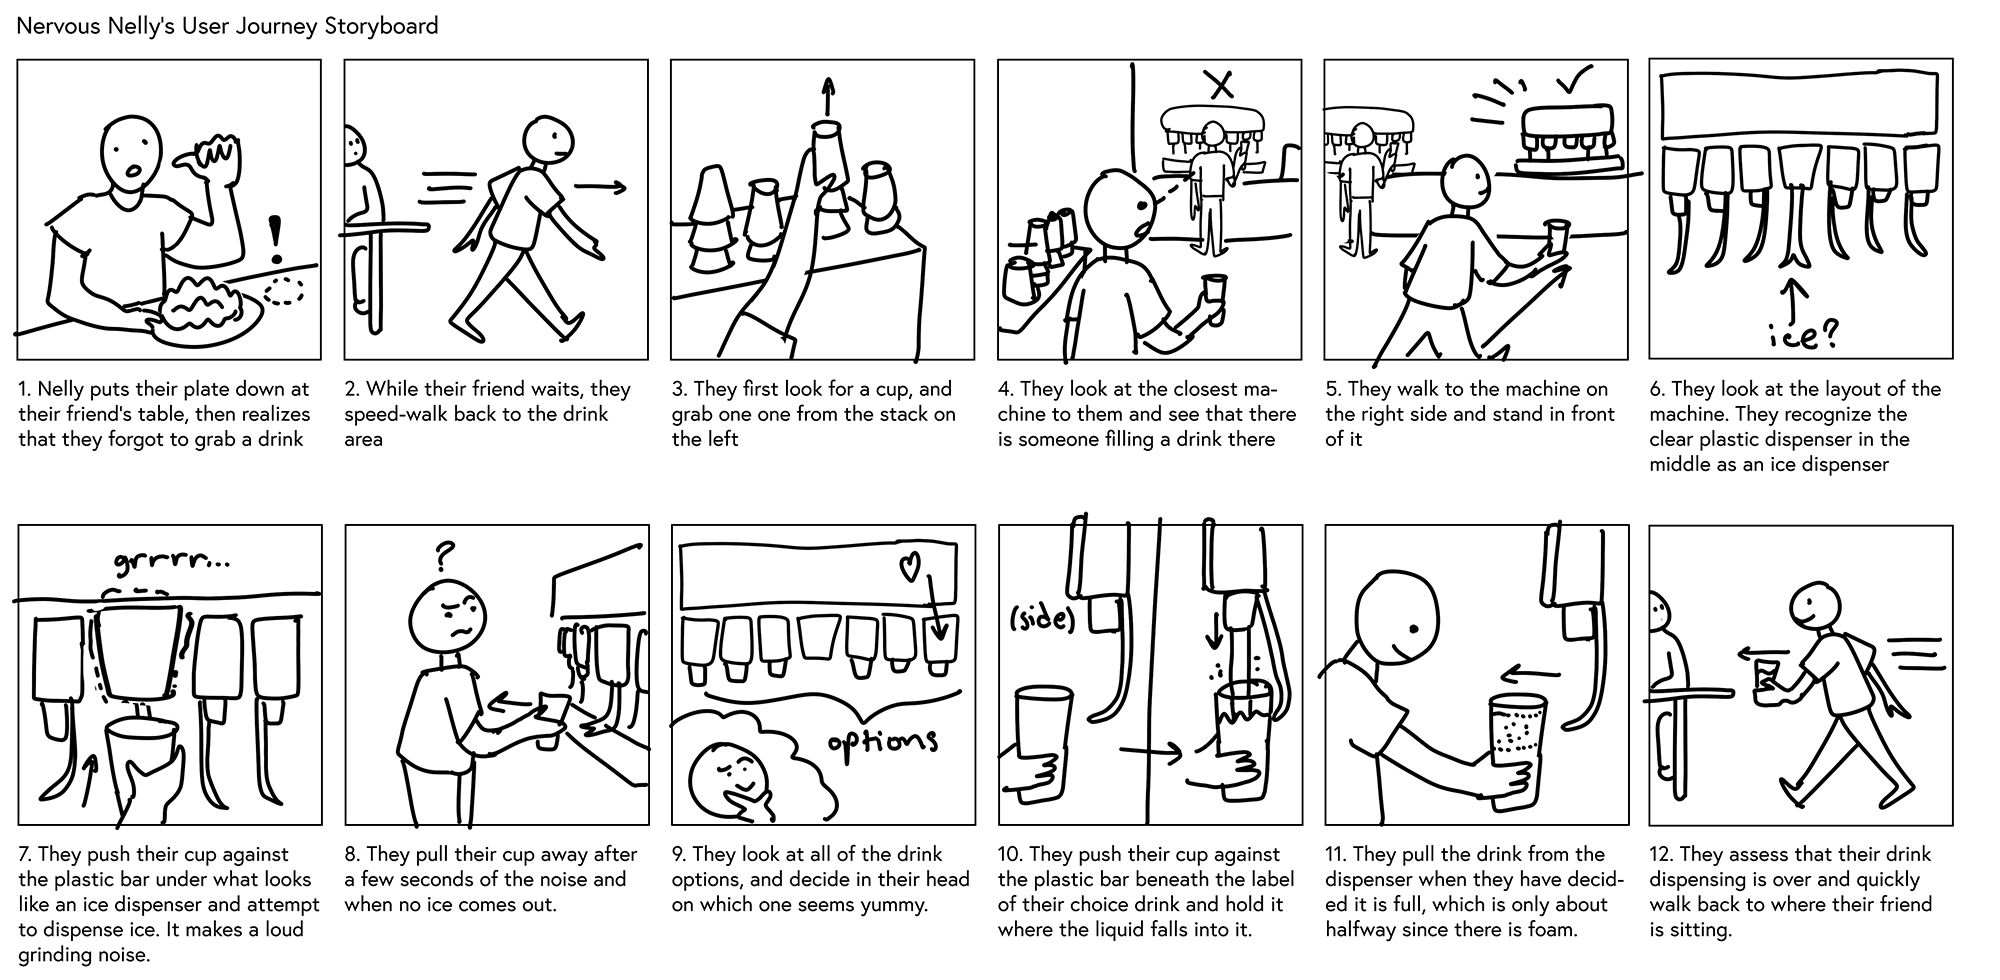 Nervous Nelly's User Journey Storyboard
ice?
1. Nelly puts their plate down at
their friend's table, then realizes
that they forgot to grab a drink
2. While their friend waits, they
speed-walk back to the drink
area
3. They first look for a cup, and
grab one one from the stack on
the left
4. They look at the closest ma-
chine to them and see that there
is someone filling a drink there
5. They walk to the machine on
the right side and stand in front
of it
6. They look at the layout of the
machine. They recognize the
clear plastic dispenser in the
middle as an ice dispenser
grrrr...
?
(side)
options
7. They push their cup against
the plastic bar under what looks
like an ice dispenser and attempt
to dispense ice. It makes a loud
grinding noise.
8. They pull their cup away after
a few seconds of the noise and
when no ice comes out.
9. They look at all of the drink
options, and decide in their head
on which one seems yummy.
10. They push their cup against
the plastic bar beneath the label
of their choice drink and hold it
where the liquid falls into it.
11. They pull the drink from the
dispenser when they have decid-
ed it is full, which is only about
halfway since there is foam.
12. They assess that their drink
dispensing is over and quickly
walk back to where their friend
is sitting.